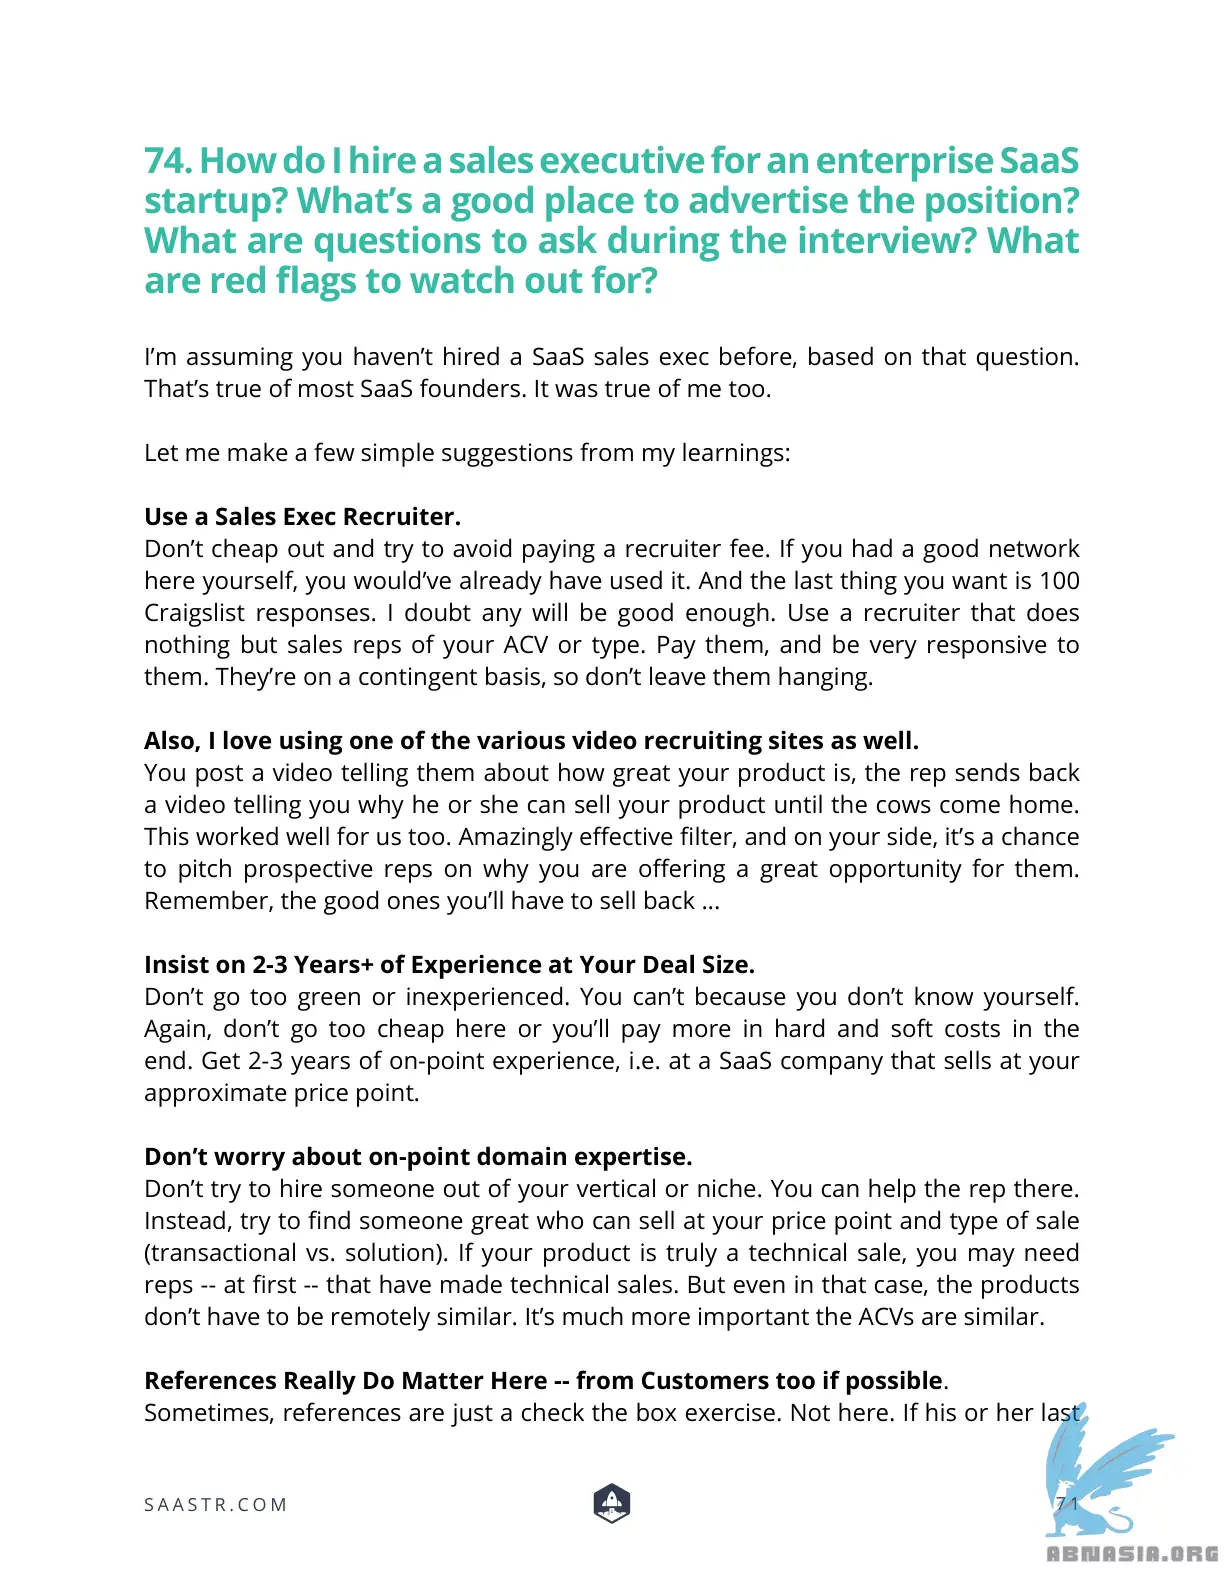 74. How do I hire a sales executive for an enterprise SaaS
startup? What’s a good place to advertise the position?
What are questions to ask during the interview? What
are red flags to watch out for?
I’m assuming you haven’t hired a SaaS sales exec before, based on that question.
That’s true of most SaaS founders. It was true of me too.
Let me make a few simple suggestions from my learnings:
Use a Sales Exec Recruiter.
Don’t cheap out and try to avoid paying a recruiter fee. If you had a good network
here yourself, you would’ve already have used it. And the last thing you want is 100
Craigslist responses. I doubt any will be good enough. Use a recruiter that does
nothing but sales reps of your ACV or type. Pay them, and be very responsive to
them. They’re on a contingent basis, so don’t leave them hanging.
Also, I love using one of the various video recruiting sites as well.
You post a video telling them about how great your product is, the rep sends back
a video telling you why he or she can sell your product until the cows come home.
This worked well for us too. Amazingly effective filter, and on your side, it’s a chance
to pitch prospective reps on why you are offering a great opportunity for them.
Remember, the good ones you’ll have to sell back ...
Insist on 2-3 Years+ of Experience at Your Deal Size.
Don’t go too green or inexperienced. You can’t because you don’t know yourself.
Again, don’t go too cheap here or you’ll pay more in hard and soft costs in the
end. Get 2-3 years of on-point experience, i.e. at a SaaS company that sells at your
approximate price point.
Don’t worry about on-point domain expertise.
Don’t try to hire someone out of your vertical or niche. You can help the rep there.
Instead, try to find someone great who can sell at your price point and type of sale
(transactional vs. solution). If your product is truly a technical sale, you may need
reps -- at first -- that have made technical sales. But even in that case, the products
don’t have to be remotely similar. It’s much more important the ACVs are similar.
References Really Do Matter Here -- from Customers too if possible.
Sometimes, references are just a check the box exercise. Not here. If his or her last
SAASTR.COM
71
ABNASIA.ORG